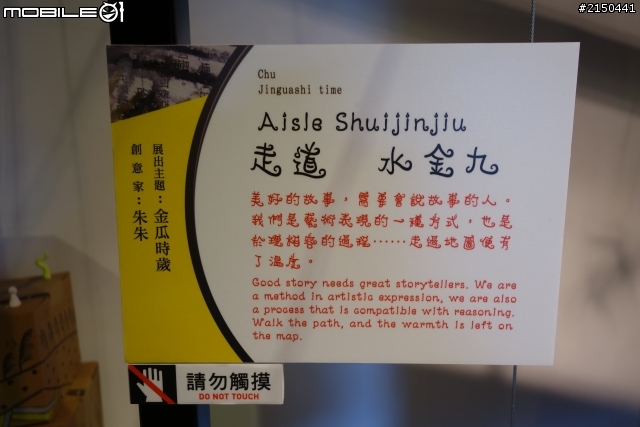 MOBILE01
#2150441
Chu
Jinguashi time
Aisle Shuijinjiu
走道 水金九
展出主題：金瓜時歲
創意家：朱朱
美好的故事，需要會說故事的人。
我們是藝術表現的一種方式，也是
於理相容的過程……走過地圖便有
了溫度。
Good story needs great storytellers. We are
a method in artistic expression, we are also
a process that is compatible with reasoning.
Walk the path, and the warmth is left on
the map.
請勿觸摸
DO NOT TOUCH